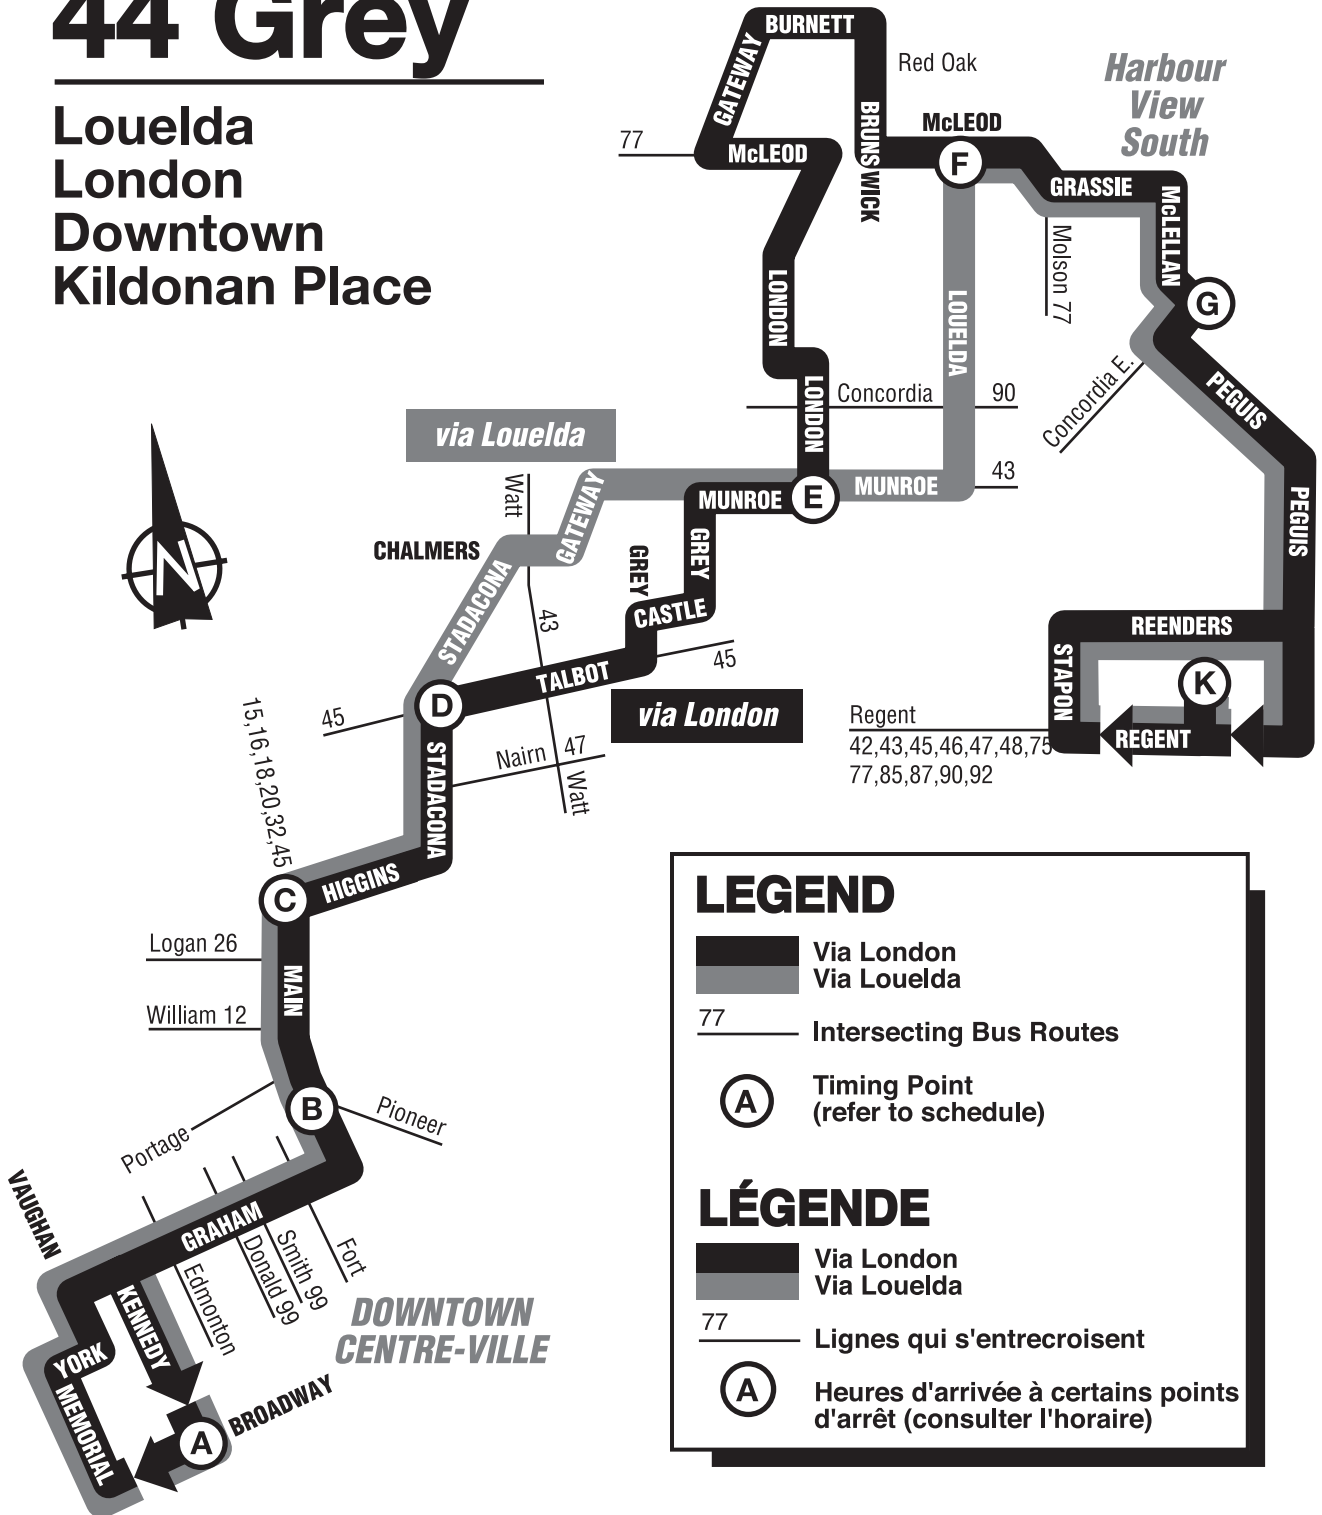 44 Grey
Louelda
London
Downtown
Kildonan Place
BURNETT
GATEWAY
Red Oak
Harbour
View
South
77
McLEOD
BRUNSWICK
McLEOD
F
GRASSIE
McLELLAN
Molson 77
G
LONDON
LOUELDA
LONDON
Concordia
90
Concordia E.
PEGUIS
via Louelda
Watt
GATEWAY
MUNROE
E
MUNROE
43
PEGUIS
N
CHALMERS
STADACONA
GREY
GREY
CASTLE
43
TALBOT
45
REENDERS
STAPON
K
REGENT
D
via London
45
Regent
42,43,45,46,47,48,75
77,85,87,90,92
15,16,18,20,32,45
STADACONA
Nairn
47
Watt
C
HIGGINS
Logan 26
MAIN
William 12
B
Pioneer
Portage
VAUGHAN
GRAHAM
KENNEDY
Edmonton
Donald 99
Smith 99
Fort
DOWNTOWN
CENTRE-VILLE
YORK
MEMORIAL
A
BROADWAY
LEGEND
Via London
Via Louelda
77
Intersecting Bus Routes
A
Timing Point
(refer to schedule)
LÉGENDE
Via London
Via Louelda
77
Lignes qui s'entrecroisent
A
Heures d'arrivée à certains points
d'arrêt (consulter l'horaire)